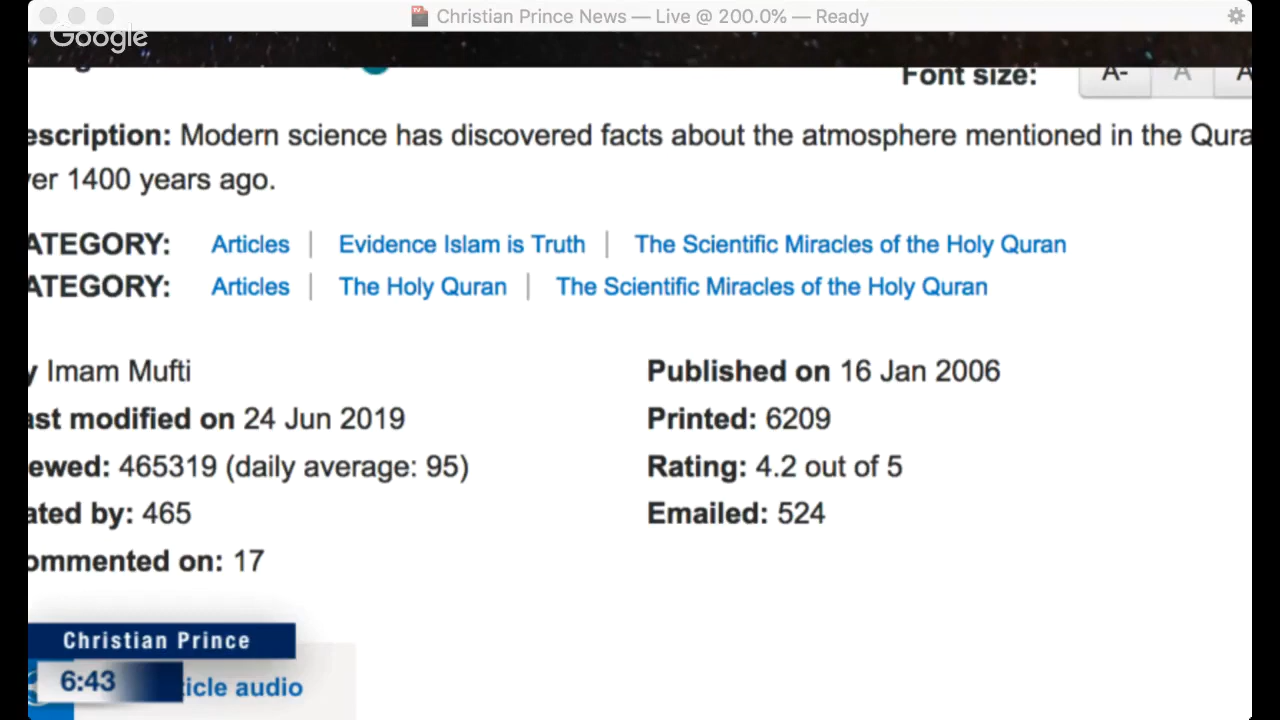 Christian Prince News — Live @ 200.0% — Ready
Google
Font size: A- A A
escription: Modern science has discovered facts about the atmosphere mentioned in the Qura
er 1400 years ago.
ATEGORY: Articles | Evidence Islam is Truth | The Scientific Miracles of the Holy Quran
ATEGORY: Articles | The Holy Quran | The Scientific Miracles of the Holy Quran
y Imam Mufti
Published on 16 Jan 2006
ast modified on 24 Jun 2019
Printed: 6209
ewed: 465319 (daily average: 95)
Rating: 4.2 out of 5
ated by: 465
Emailed: 524
ommented on: 17
Christian Prince
6:43
icle audio